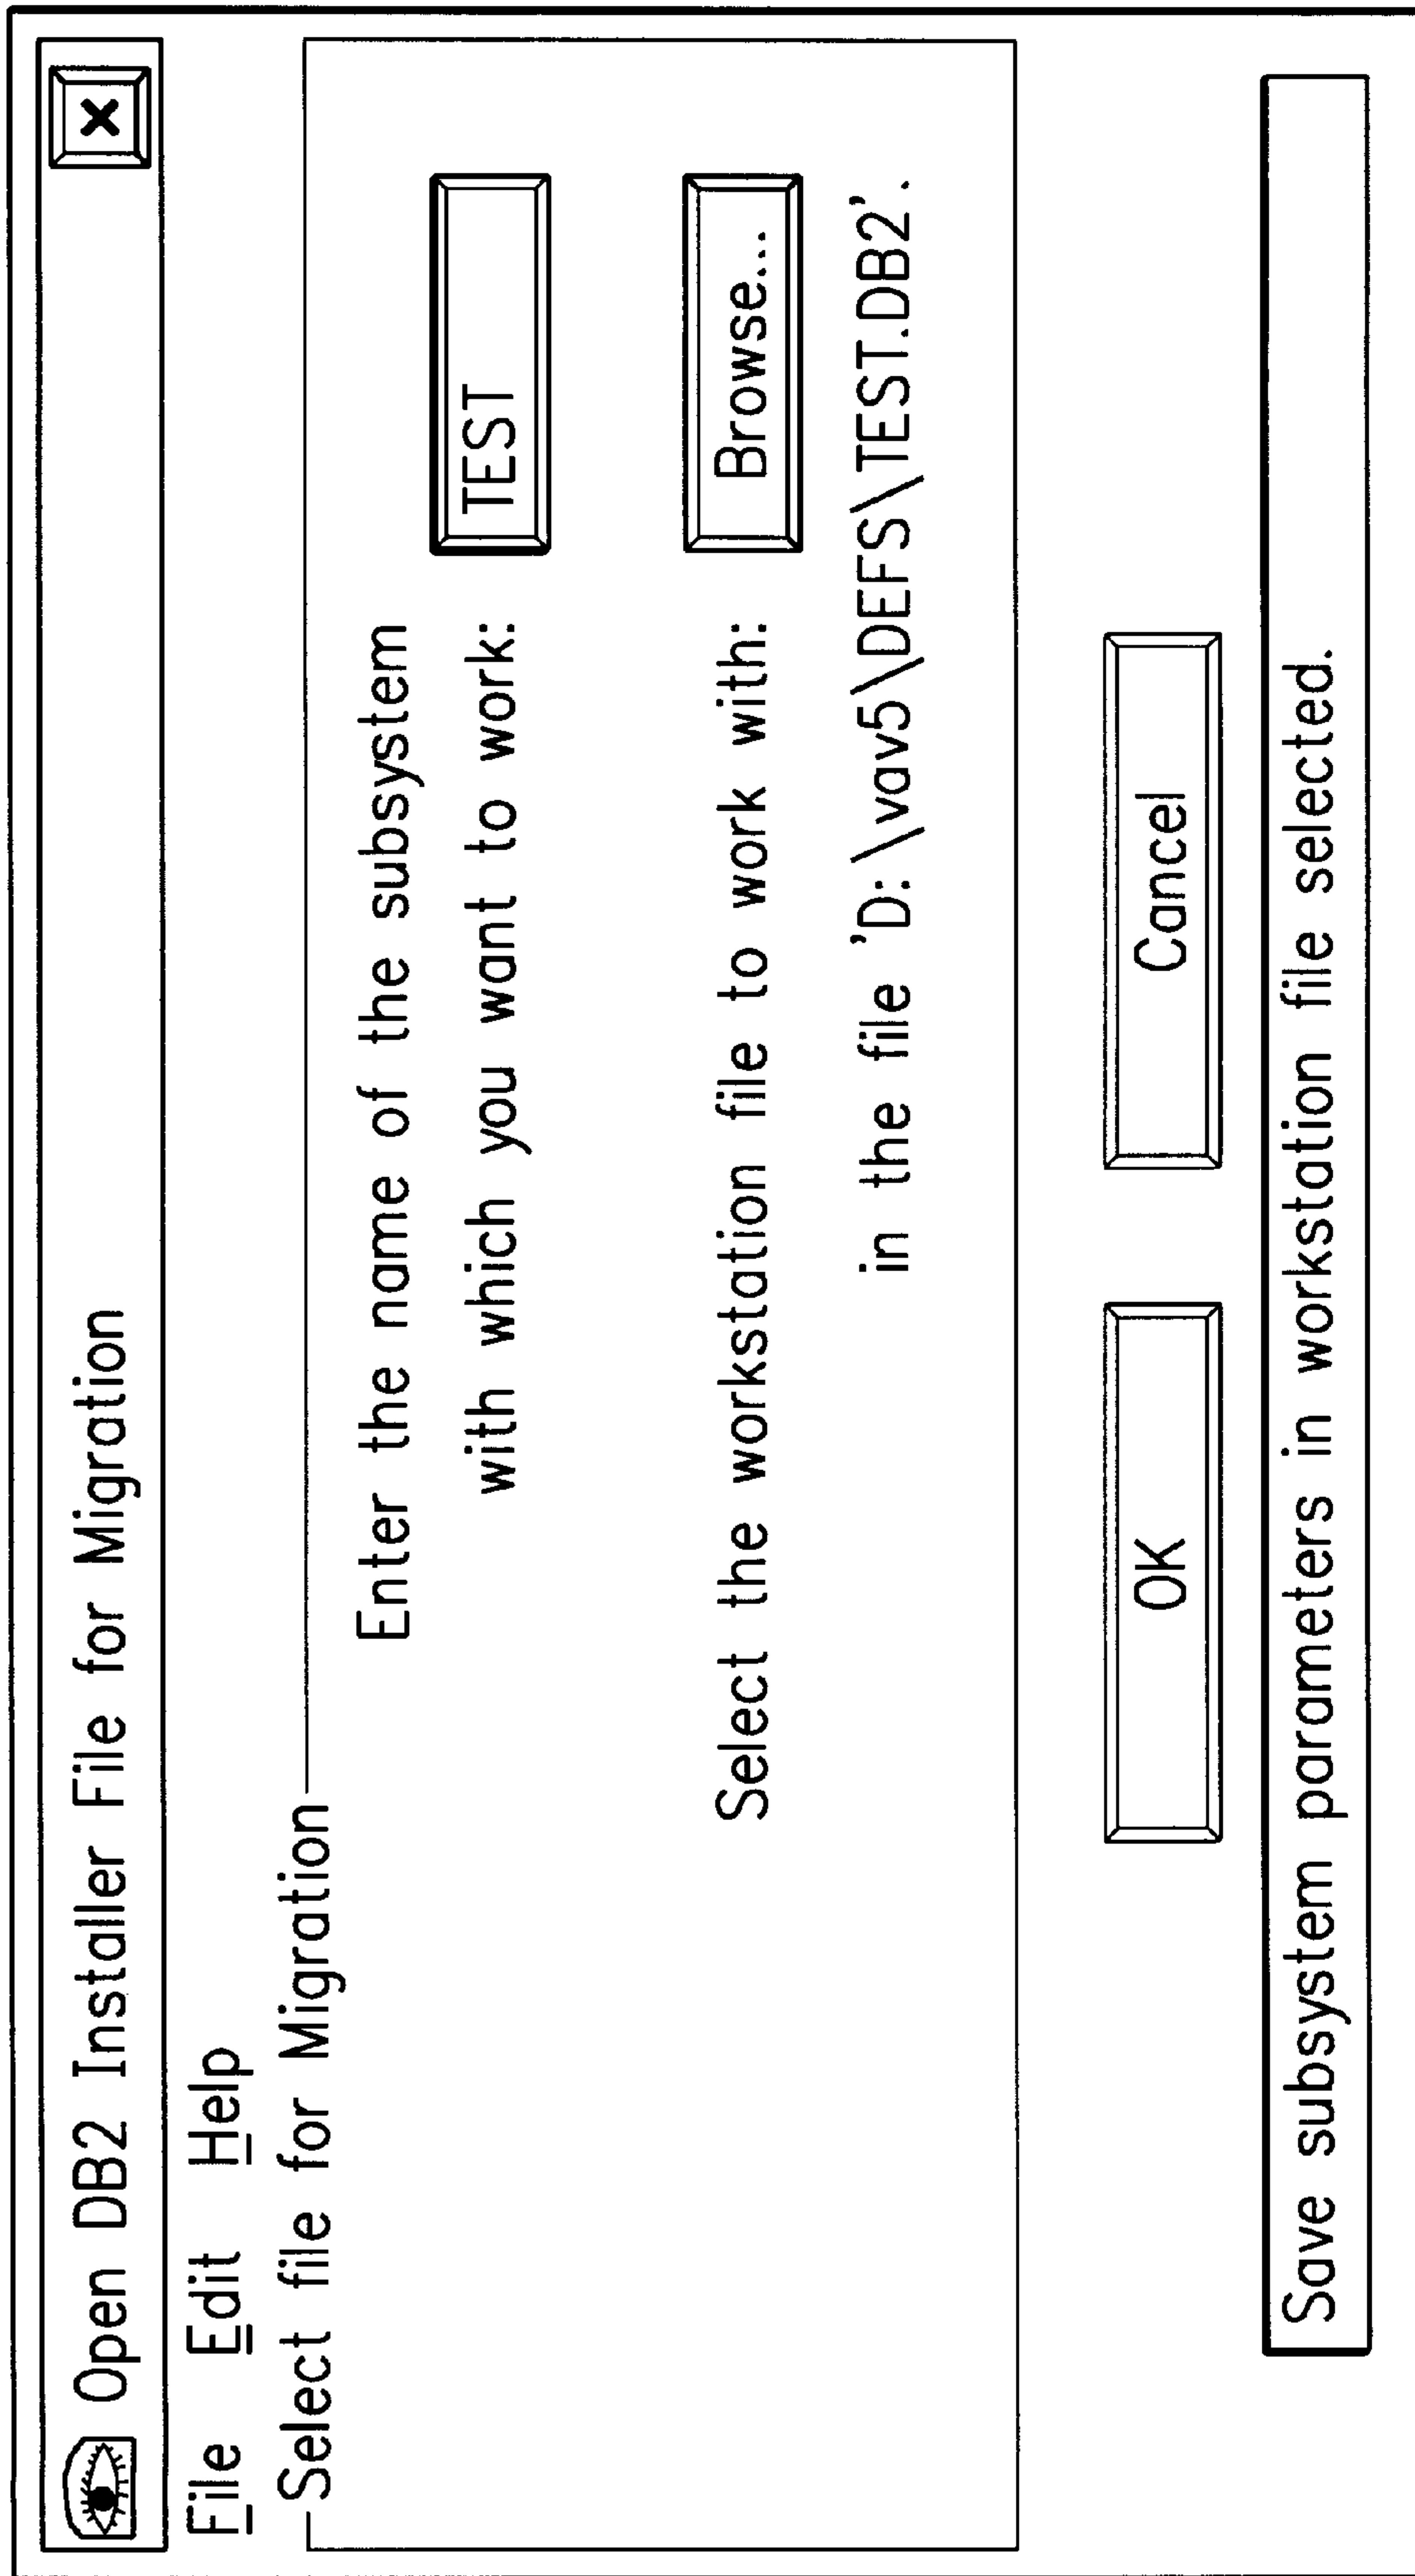 Open DB2 Installer File for Migration
File Edit Help
Select file for Migration
Enter the name of the subsystem
with which you want to work: TEST
Select the workstation file to work with: Browse...
in the file 'D:\vav5\DEFS\TEST.DB2'.
OK Cancel
Save subsystem parameters in workstation file selected.